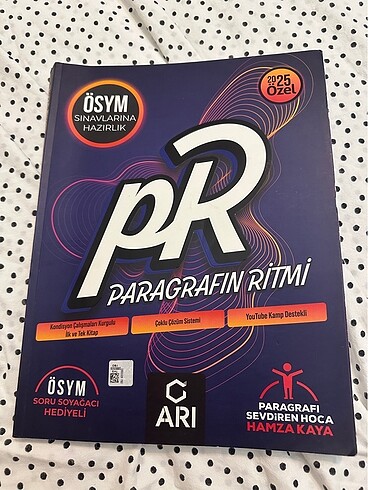 ÖSYM
SINAVLARINA
HAZIRLIK
2025
Özel
pR
PARAGRAFIN RİTMİ
Kondisyon Çalışmaları Kurgulu
İlk ve Tek Kitap
Çoklu Çözüm Sistemi
YouTube Kamp Destekli
ÖSYM
SORU SOYAĞACI
HEDİYELİ
ARI
PARAGRAFI
SEVDİREN HOCA
HAMZA KAYA